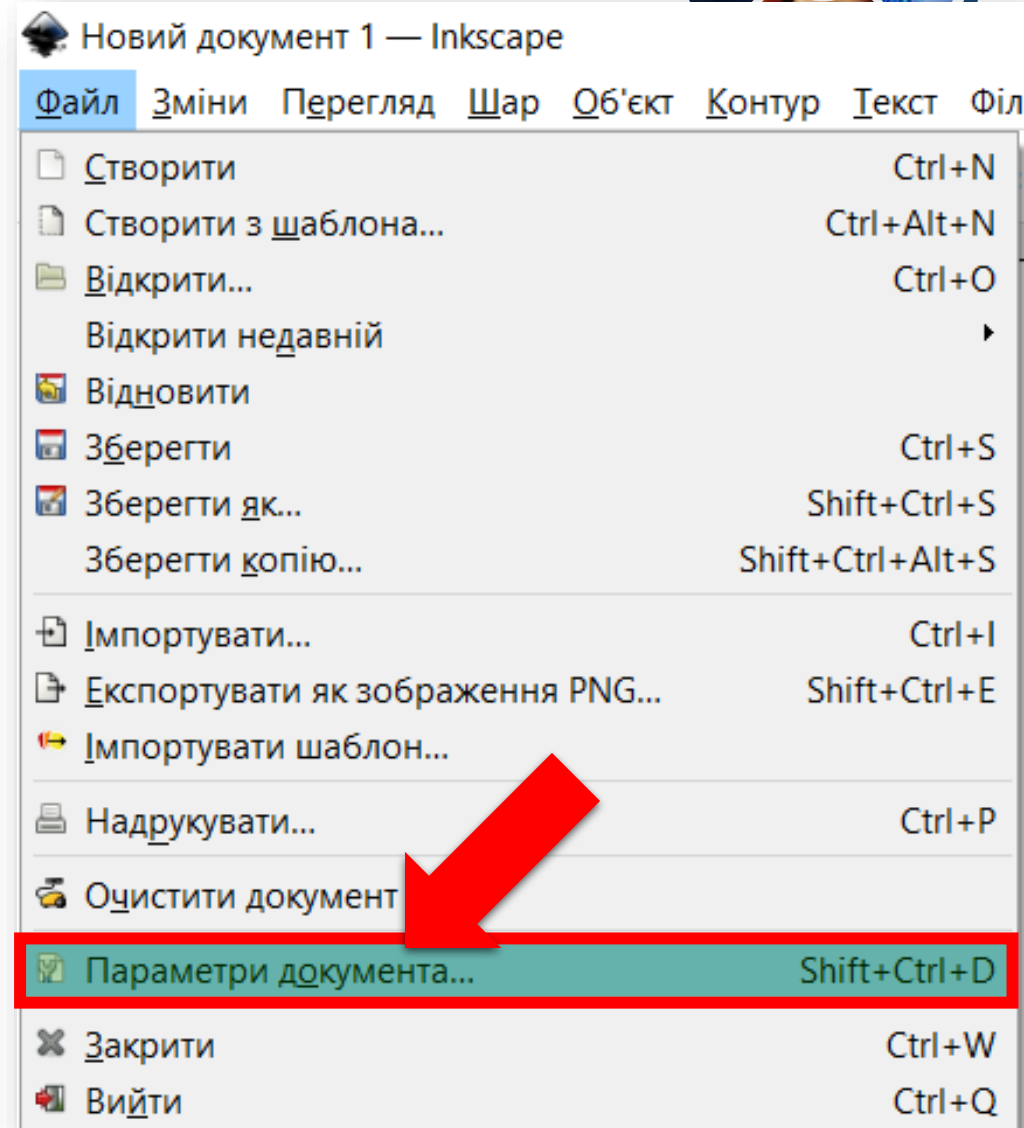 Новий документ 1 — Inkscape
Файл Зміни Перегляд Шар Об'єкт Контур Текст Філ
Створити Ctrl+N
Створити з шаблона... Ctrl+Alt+N
Відкрити... Ctrl+O
Відкрити недавній
Відновити
Зберегти Ctrl+S
Зберегти як... Shift+Ctrl+S
Зберегти копію... Shift+Ctrl+Alt+S
Імпортувати... Ctrl+I
Експортувати як зображення PNG... Shift+Ctrl+E
Імпортувати шаблон...
Надрукувати... Ctrl+P
Очистити документ
Параметри документа... Shift+Ctrl+D
Закрити Ctrl+W
Вийти Ctrl+Q